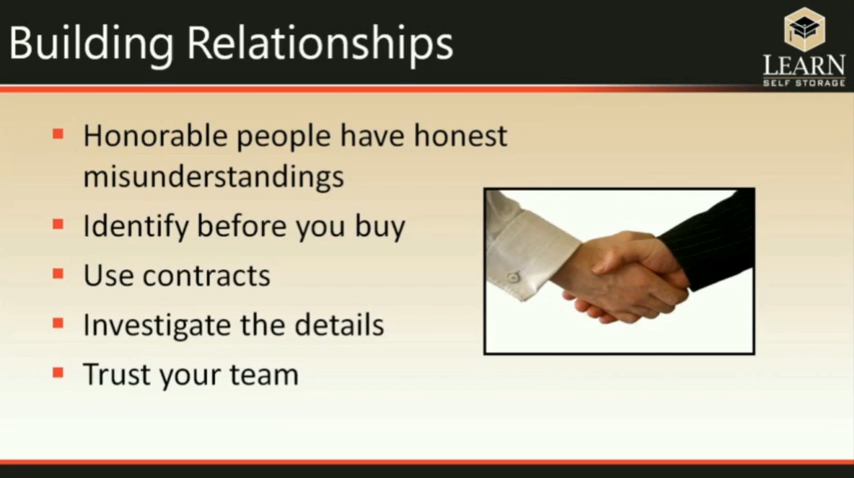 Building Relationships
LEARN
SELF STORAGE
Honorable people have honest
misunderstandings
Identify before you buy
Use contracts
Investigate the details
Trust your team